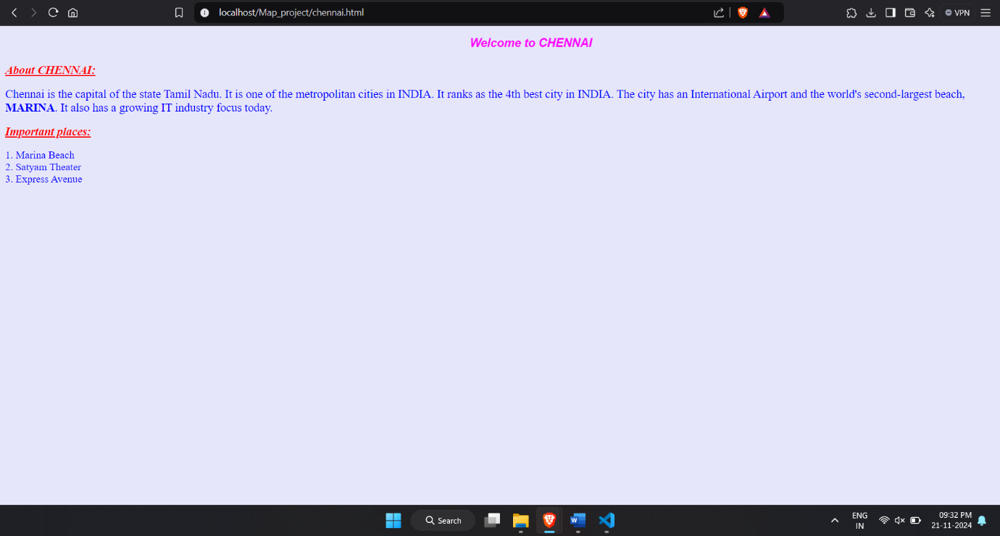 localhost/Map_project/chennai.html
VPN
Welcome to CHENNAI
About CHENNAI:
Chennai is the capital of the state Tamil Nadu. It is one of the metropolitan cities in INDIA. It ranks as the 4th best city in INDIA. The city has an International Airport and the world's second-largest beach,
MARINA. It also has a growing IT industry focus today.
Important places:
1. Marina Beach
2. Satyam Theater
3. Express Avenue
Search
ENG
IN
09:32 PM
21-11-2024